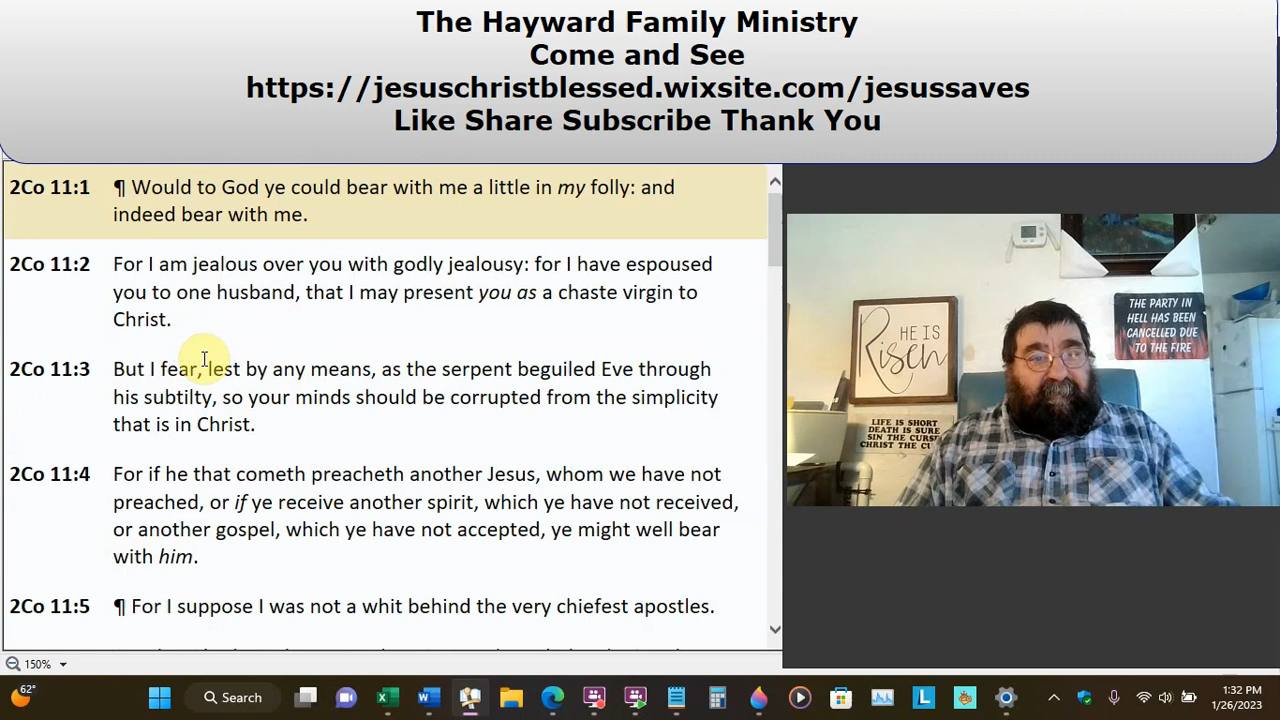 The Hayward Family Ministry
Come and See
https://jesuschristblessed.wixsite.com/jesussaves
Like Share Subscribe Thank You
2Co 11:1 ¶ Would to God ye could bear with me a little in my folly: and
indeed bear with me.
2Co 11:2 For I am jealous over you with godly jealousy: for I have espoused
you to one husband, that I may present you as a chaste virgin to
Christ.
2Co 11:3 But I fear, lest by any means, as the serpent beguiled Eve through
his subtilty, so your minds should be corrupted from the simplicity
that is in Christ.
2Co 11:4 For if he that cometh preacheth another Jesus, whom we have not
preached, or if ye receive another spirit, which ye have not received,
or another gospel, which ye have not accepted, ye might well bear
with him.
2Co 11:5 ¶ For I suppose I was not a whit behind the very chiefest apostles.
150%
HE IS
Risen
THE PARTY IN
HELL HAS BEEN
CANCELLED DUE
TO THE FIRE
LIFE IS SHORT
DEATH IS SURE
SIN THE CURSE
CHRIST THE CU
62°
Search
1:32 PM
1/26/2023